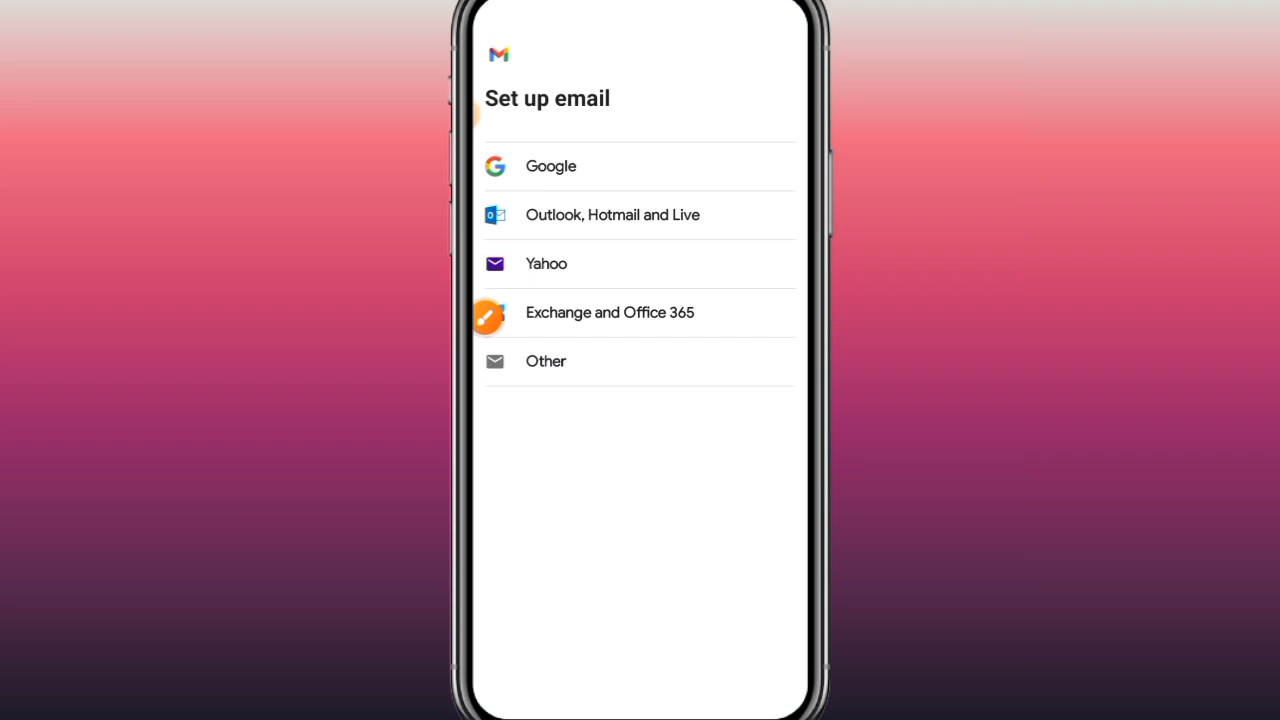 Set up email
Google
Outlook, Hotmail and Live
Yahoo
Exchange and Office 365
Other